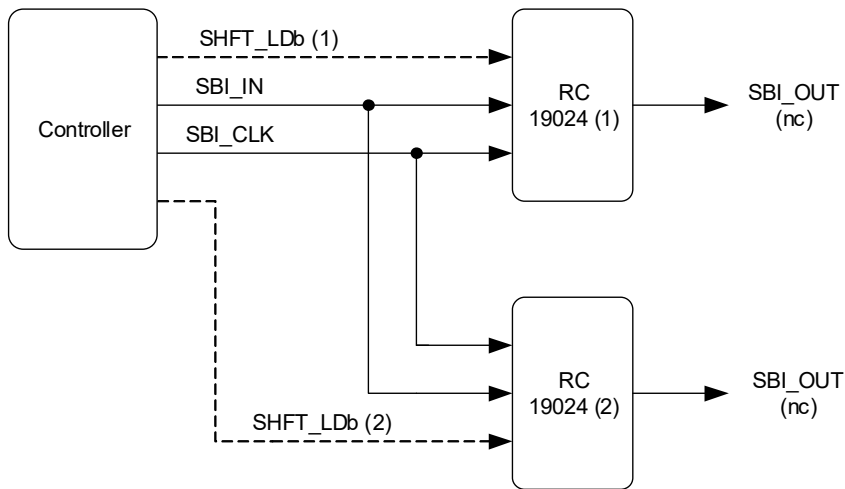 SHFT_LDb (1)
SBI_IN
SBI_CLK
Controller
RC
19024 (1)
SBI_OUT
(nc)
RC
19024 (2)
SBI_OUT
(nc)
SHFT_LDb (2)